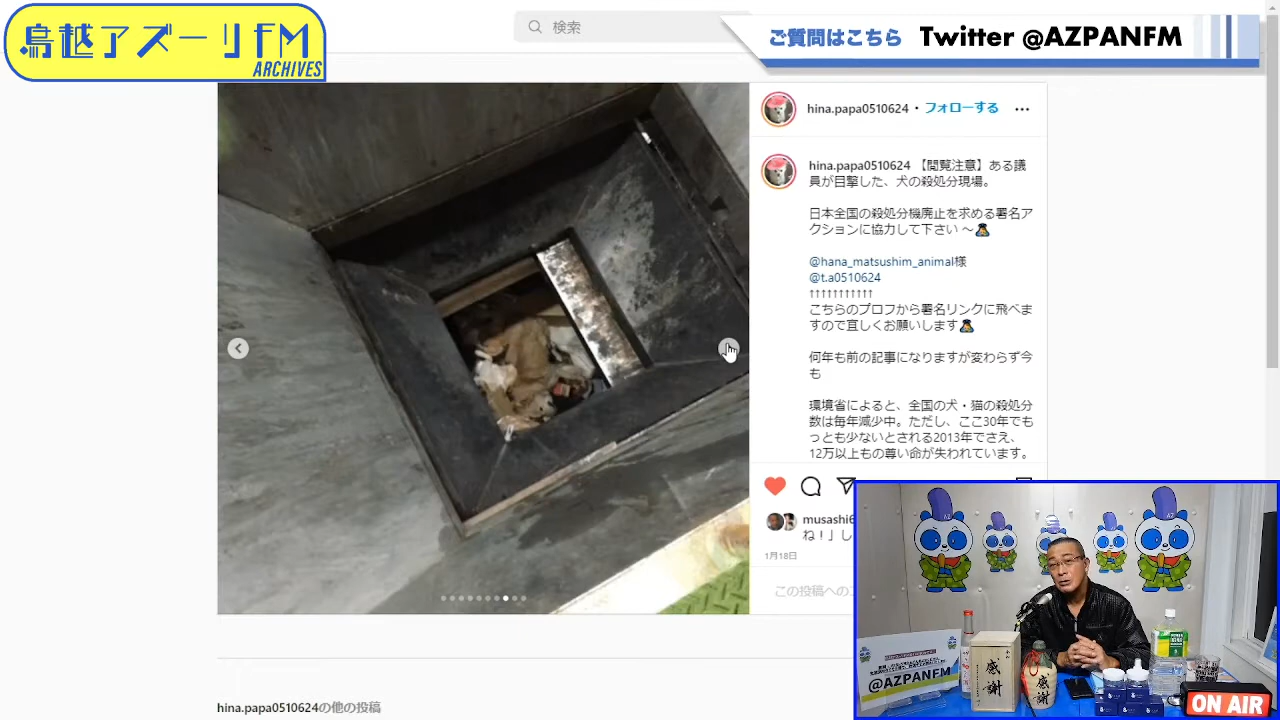 鳥越アズーリFM
ARCHIVES
検索
ご質問はこちら Twitter @AZPANFM
hina.papa0510624 • フォローする
hina.papa0510624 【閲覧注意】ある議
員が目撃した、犬の殺処分現場。
日本全国の殺処分機廃止を求める署名ア
クションに協力して下さい ～🙇
@hana_matsushim_animal様
@t.a0510624
↑↑↑↑↑↑↑↑↑↑↑
こちらのプロフから署名リンクに飛べま
すので宜しくお願いします🙇
何年も前の記事になりますが変わらず今
も
環境省によると、全国の犬・猫の殺処分
数は毎年減少中。ただし、ここ30年でも
っとも少ないとされる2013年でさえ、
12万以上もの尊い命が失われています。
musashi
ね！」し
1月18日
この投稿への
hina.papa0510624の他の投稿
@AZPANFM
感謝
感謝
ON AIR